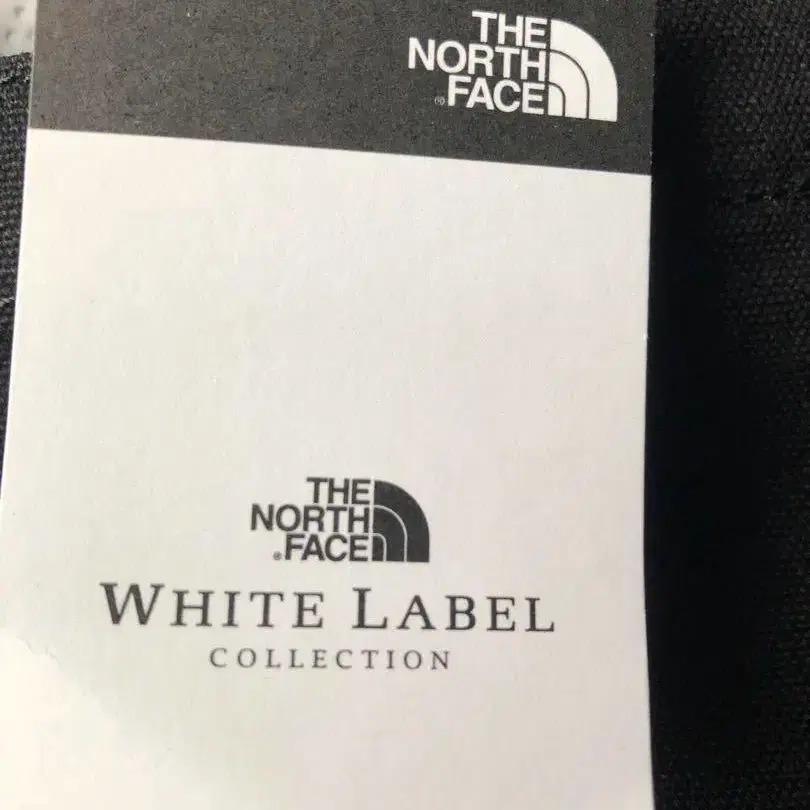 THE
NORTH
® FACE
THE
NORTH
® FACE
WHITE LABEL
COLLECTION